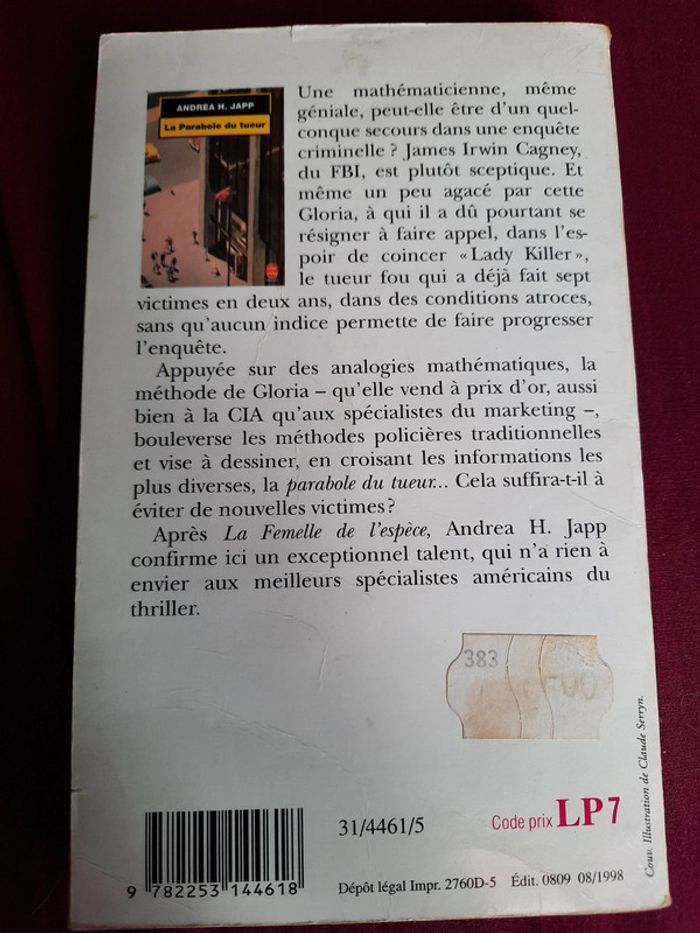 ANDREA H. JAPP
La Parabole du tueur
Une mathématicienne, même
géniale, peut-elle être d'un quel-
conque secours dans une enquête
criminelle ? James Irwin Cagney,
du FBI, est plutôt sceptique. Et
même un peu agacé par cette
Gloria, à qui il a dû pourtant se
résigner à faire appel, dans l'es-
poir de coincer « Lady Killer »,
le tueur fou qui a déjà fait sept
victimes en deux ans, dans des conditions atroces,
sans qu'aucun indice permette de faire progresser
l'enquête.
Appuyée sur des analogies mathématiques, la
méthode de Gloria – qu'elle vend à prix d'or, aussi
bien à la CIA qu'aux spécialistes du marketing –,
bouleverse les méthodes policières traditionnelles
et vise à dessiner, en croisant les informations les
plus diverses, la parabole du tueur... Cela suffira-t-il à
éviter de nouvelles victimes ?
Après La Femelle de l'espèce, Andrea H. Japp
confirme ici un exceptionnel talent, qui n'a rien à
envier aux meilleurs spécialistes américains du
thriller.
383
Couv. Illustration de Claude Serryn.
31/4461/5
Code prix LP 7
9 782253 144618
Dépôt légal Impr. 2760D-5 Édit. 0809 08/1998